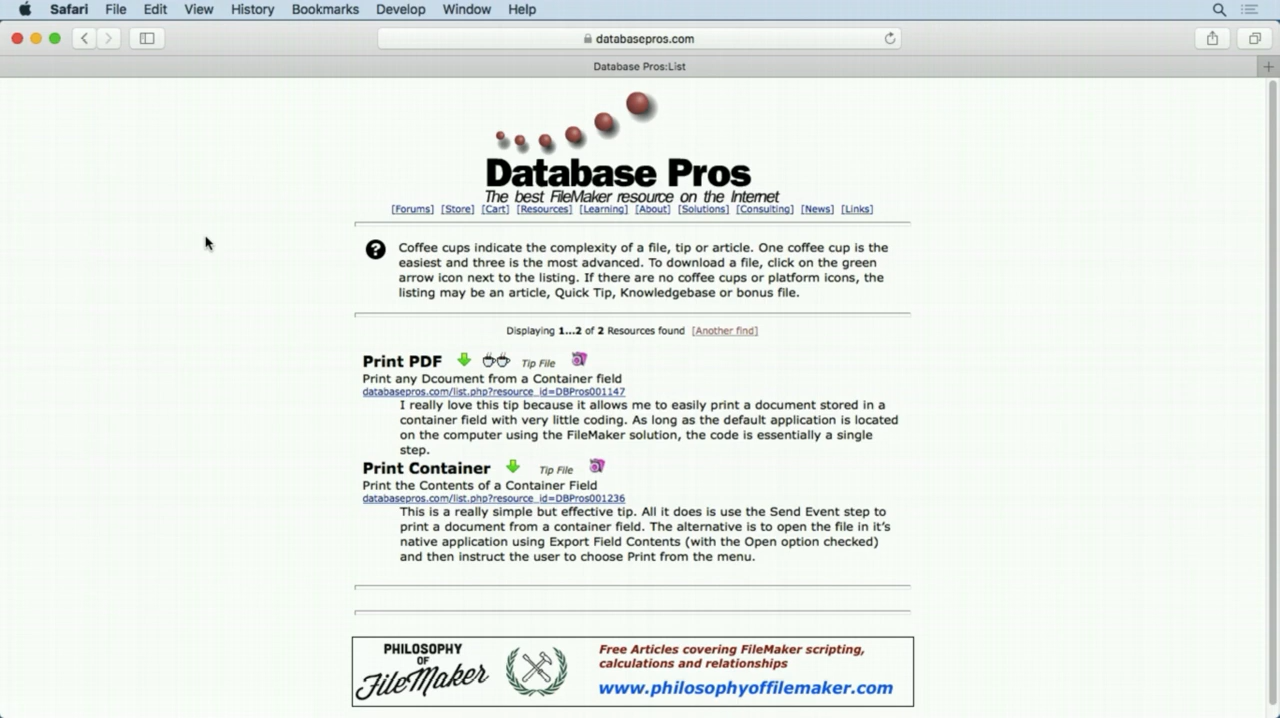 Safari File Edit View History Bookmarks Develop Window Help
databasepros.com
Database Pros:List
Database Pros
The best FileMaker resource on the Internet
[Forums] [Store] [Cart] [Resources] [Learning] [About] [Solutions] [Consulting] [News] [Links]
? Coffee cups indicate the complexity of a file, tip or article. One coffee cup is the
easiest and three is the most advanced. To download a file, click on the green
arrow icon next to the listing. If there are no coffee cups or platform icons, the
listing may be an article, Quick Tip, Knowledgebase or bonus file.
Displaying 1...2 of 2 Resources found [Another find]
Print PDF Tip File
Print any Dcoument from a Container field
databasepros.com/list.php?resource_id=DBPros001147
I really love this tip because it allows me to easily print a document stored in a
container field with very little coding. As long as the default application is located
on the computer using the FileMaker solution, the code is essentially a single
step.
Print Container Tip File
Print the Contents of a Container Field
databasepros.com/list.php?resource_id=DBPros001236
This is a really simple but effective tip. All it does is use the Send Event step to
print a document from a container field. The alternative is to open the file in it's
native application using Export Field Contents (with the Open option checked)
and then instruct the user to choose Print from the menu.
PHILOSOPHY
OF
FileMaker
Free Articles covering FileMaker scripting,
calculations and relationships
www.philosophyoffilemaker.com